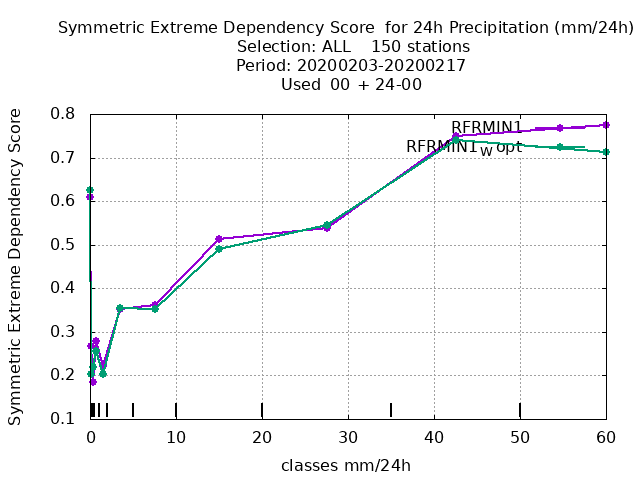 Symmetric Extreme Dependency Score  for 24h Precipitation (mm/24h)
Selection: ALL    150 stations
Period: 20200203-20200217
Used  00 + 24-00
Symmetric Extreme Dependency Score
0.8
0.7
0.6
0.5
0.4
0.3
0.2
0.1
RFRMIN1
RFRMIN1W opt
0 10 20 30 40 50 60
classes mm/24h